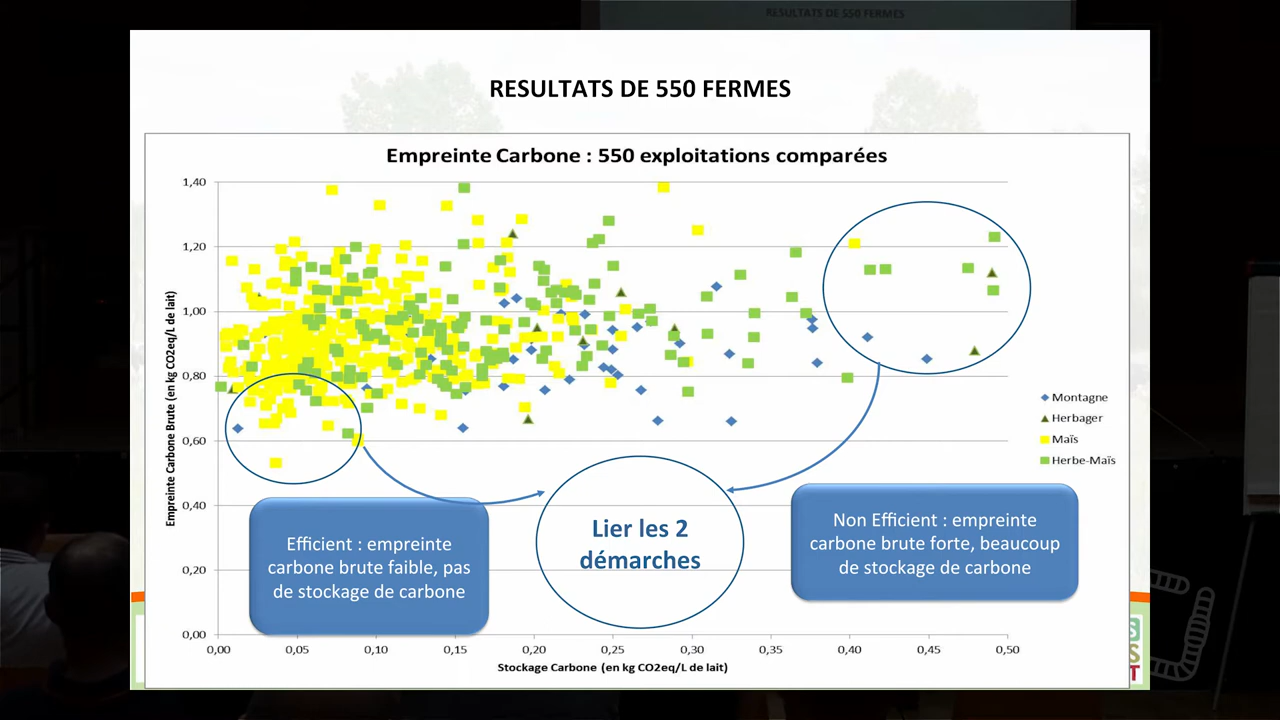 RESULTATS DE 550 FERMES
RESULTATS DE 550 FERMES
Empreinte Carbone : 550 exploitations comparées
1,40
1,20
1,00
0,80
0,60
0,40
0,20
0,00
Empreinte Carbone Brute (en kg CO2eq/L de lait)
0,00
0,05
0,10
0,15
0,20
0,25
0,30
0,35
0,40
0,45
0,50
Stockage Carbone (en kg CO2eq/L de lait)
Montagne
Herbager
Maïs
Herbe-Maïs
Efficient : empreinte
carbone brute faible, pas
de stockage de carbone
Lier les 2
démarches
Non Efficient : empreinte
carbone brute forte, beaucoup
de stockage de carbone
S
S
T